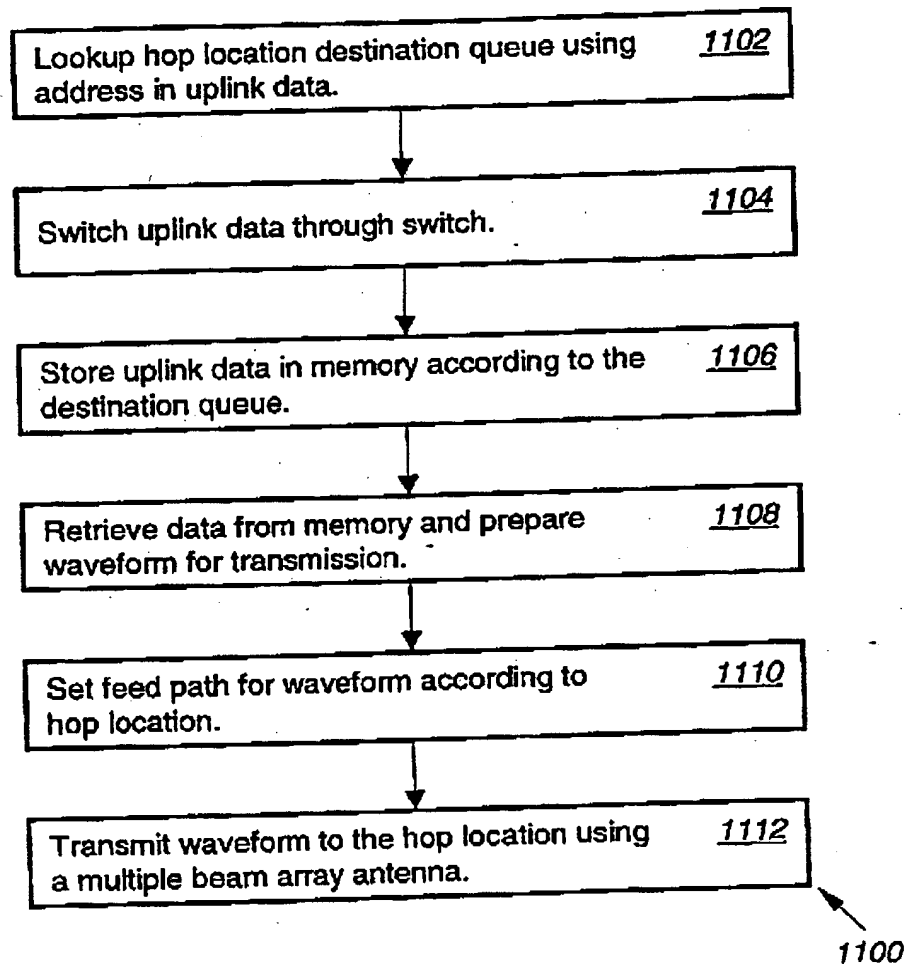 Lookup hop location destination queue using 1102
address in uplink data.
Switch uplink data through switch. 1104
Store uplink data in memory according to the 1106
destination queue.
Retrieve data from memory and prepare 1108
waveform for transmission.
Set feed path for waveform according to 1110
hop location.
Transmit waveform to the hop location using 1112
a multiple beam array antenna.
1100